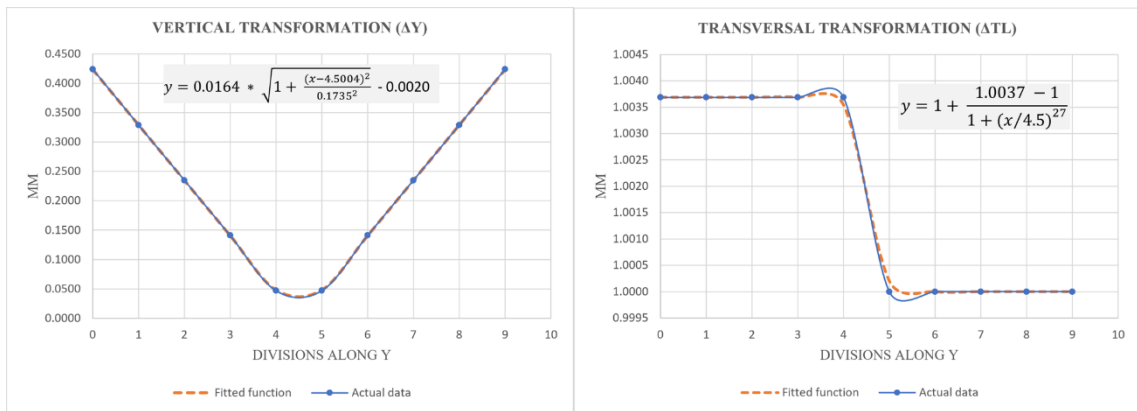 VERTICAL TRANSFORMATION (ΔY)
0.4500
0.4000
0.3500
0.3000
0.2500
0.2000
0.1500
0.1000
0.0500
0.0000
MM
y = 0.0164 * √(1 + (x−4.5004)²/0.1735²) - 0.0020
0 1 2 3 4 5 6 7 8 9 10
DIVISIONS ALONG Y
Fitted function Actual data
TRANSVERSAL TRANSFORMATION (ΔTL)
1.0045
1.0040
1.0035
1.0030
1.0025
1.0020
1.0015
1.0010
1.0005
1.0000
0.9995
MM
y = 1 + (1.0037 − 1)/(1 + (x/4.5)²⁷)
0 1 2 3 4 5 6 7 8 9 10
DIVISIONS ALONG Y
Fitted function Actual data